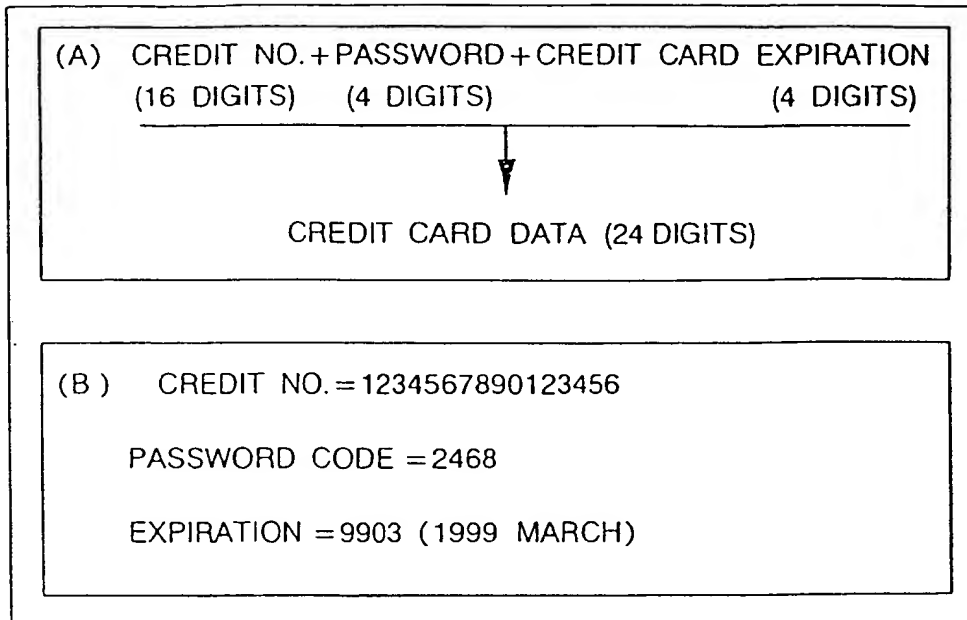 (A) CREDIT NO.+PASSWORD+CREDIT CARD EXPIRATION
(16 DIGITS) (4 DIGITS) (4 DIGITS)
CREDIT CARD DATA (24 DIGITS)
(B) CREDIT NO.=1234567890123456
PASSWORD CODE =2468
EXPIRATION =9903 (1999 MARCH)